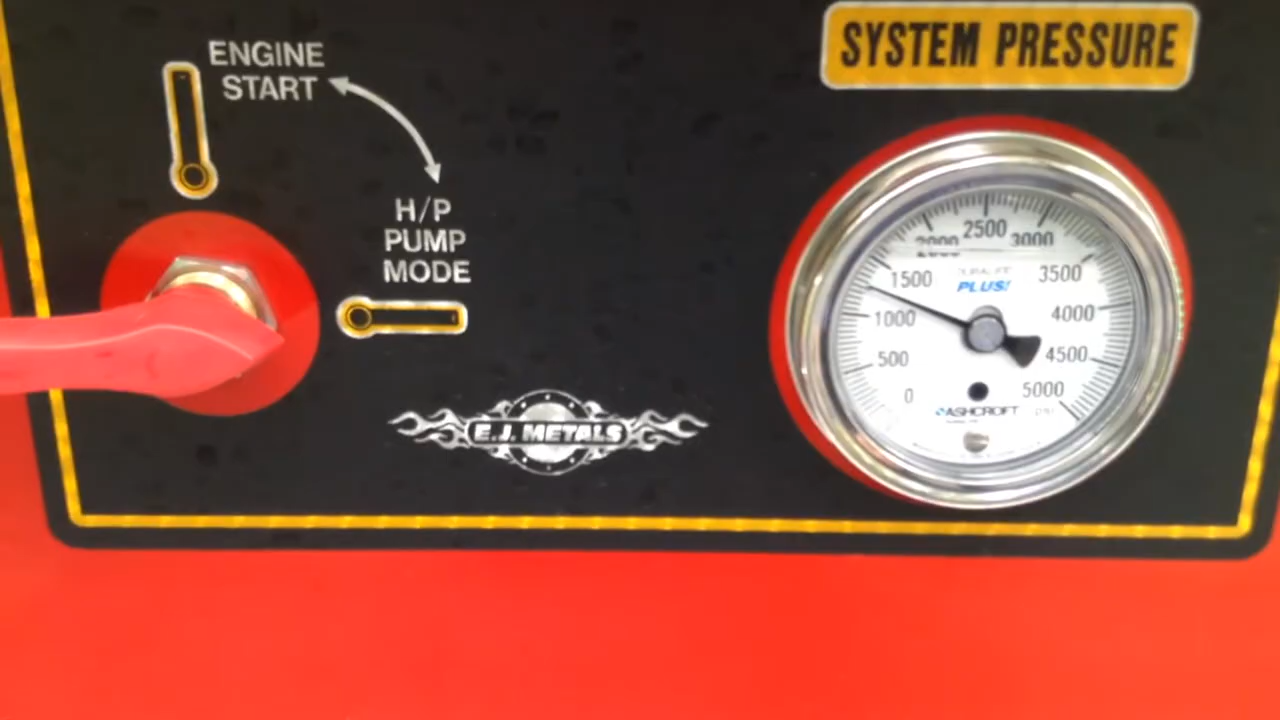 ENGINE
START
H/P
PUMP
MODE
E.J. METALS
SYSTEM PRESSURE
0
500
1000
1500
2000
2500
3000
3500
4000
4500
5000
DURALIFE
PLUS!
ASHCROFT
psi